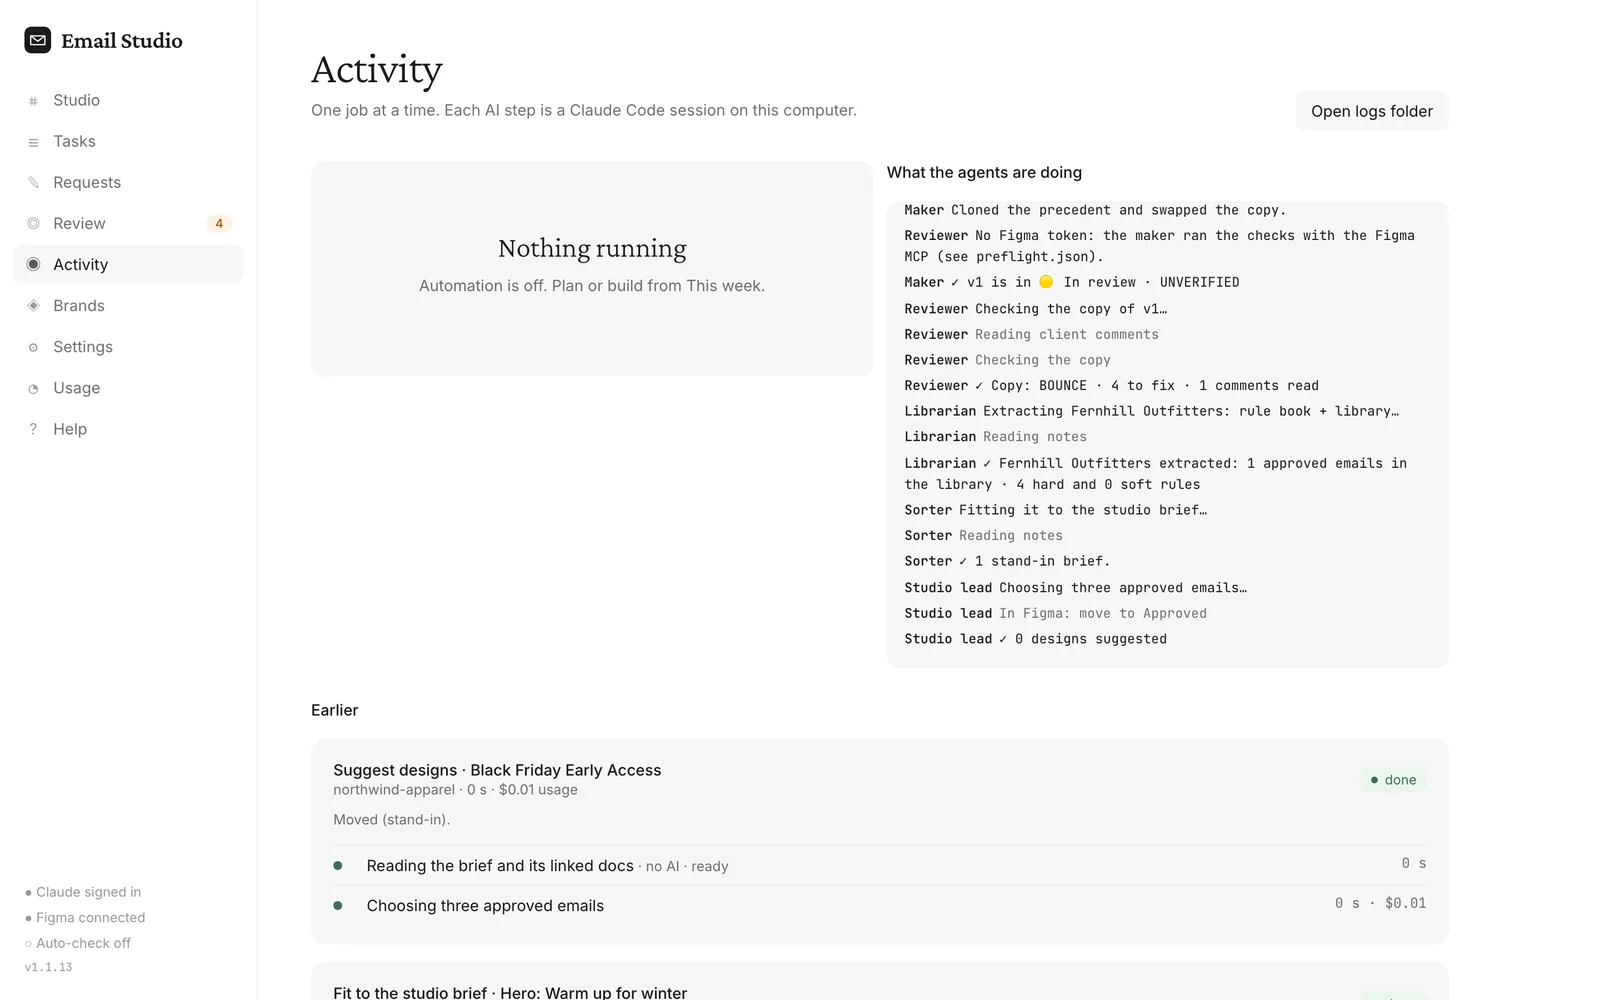 Email Studio
Studio
Tasks
Requests
Review 4
Activity
Brands
Settings
Usage
? Help
Claude signed in
Figma connected
Auto-check off
v1.1.13
Activity
One job at a time. Each AI step is a Claude Code session on this computer.
Open logs folder
Nothing running
Automation is off. Plan or build from This week.
What the agents are doing
Maker Cloned the precedent and swapped the copy.
Reviewer No Figma token: the maker ran the checks with the Figma
MCP (see preflight.json).
Maker ✓ v1 is in 🟡 In review · UNVERIFIED
Reviewer Checking the copy of v1…
Reviewer Reading client comments
Reviewer Checking the copy
Reviewer ✓ Copy: BOUNCE · 4 to fix · 1 comments read
Librarian Extracting Fernhill Outfitters: rule book + library…
Librarian Reading notes
Librarian ✓ Fernhill Outfitters extracted: 1 approved emails in
the library · 4 hard and 0 soft rules
Sorter Fitting it to the studio brief…
Sorter Reading notes
Sorter ✓ 1 stand-in brief.
Studio lead Choosing three approved emails…
Studio lead In Figma: move to Approved
Studio lead ✓ 0 designs suggested
Earlier
Suggest designs · Black Friday Early Access
northwind-apparel · 0 s · $0.01 usage
done
Moved (stand-in).
Reading the brief and its linked docs · no AI · ready 0 s
Choosing three approved emails 0 s · $0.01
Fit to the studio brief · Hero: Warm up for winter